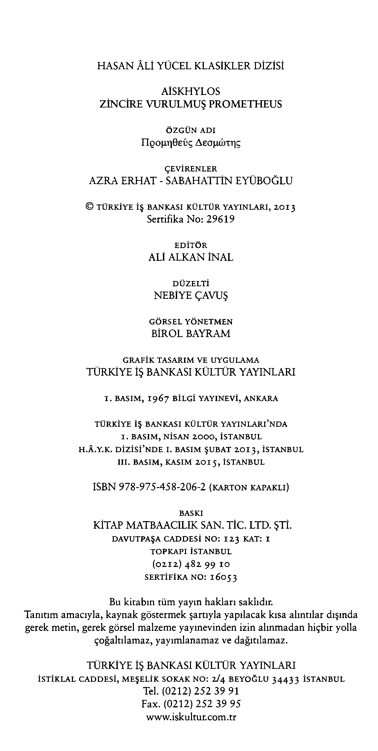 HASAN ÂLİ YÜCEL KLASİKLER DİZİSİ
AİSKHYLOS
ZİNCİRE VURULMUŞ PROMETHEUS
ÖZGÜN ADI
Προμηθεύς Δεσμώτης
ÇEVİRENLER
AZRA ERHAT - SABAHATTİN EYÜBOĞLU
© TÜRKİYE İŞ BANKASI KÜLTÜR YAYINLARI, 2013
Sertifika No: 29619
EDİTÖR
ALİ ALKAN İNAL
DÜZELTİ
NEBİYE ÇAVUŞ
GÖRSEL YÖNETMEN
BİROL BAYRAM
GRAFİK TASARIM VE UYGULAMA
TÜRKİYE İŞ BANKASI KÜLTÜR YAYINLARI
1. BASIM, 1967 BİLGİ YAYINEVİ, ANKARA
TÜRKİYE İŞ BANKASI KÜLTÜR YAYINLARI'NDA
1. BASIM, NİSAN 2000, İSTANBUL
H.Â.Y.K. DİZİSİ'NDE I. BASIM ŞUBAT 2013, İSTANBUL
III. BASIM, KASIM 2015, İSTANBUL
ISBN 978-975-458-206-2 (KARTON KAPAKLI)
BASKI
KİTAP MATBAACILIK SAN. TİC. LTD. ŞTİ.
DAVUTPAŞA CADDESİ NO: 123 KAT: 1
TOPKAPI İSTANBUL
(0212) 482 99 10
SERTİFİKA NO: 16053
Bu kitabın tüm yayın hakları saklıdır.
Tanıtım amacıyla, kaynak göstermek şartıyla yapılacak kısa alıntılar dışında
gerek metin, gerek görsel malzeme yayınevinden izin alınmadan hiçbir yolla
çoğaltılamaz, yayımlanamaz ve dağıtılamaz.
TÜRKİYE İŞ BANKASI KÜLTÜR YAYINLARI
İSTİKLAL CADDESİ, MEŞELİK SOKAK NO: 2/4 BEYOĞLU 34433 İSTANBUL
Tel. (0212) 252 39 91
Fax. (0212) 252 39 95
www.iskultur.com.tr